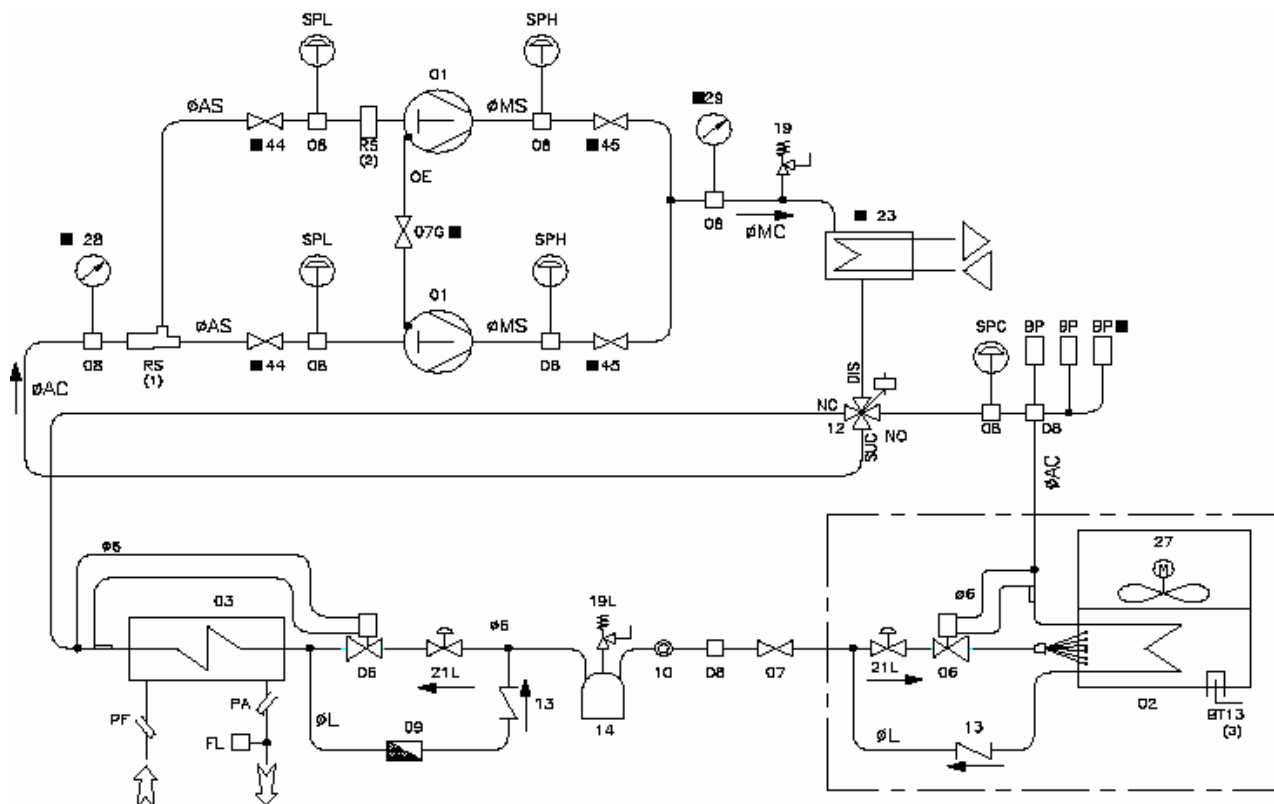 SPL SPH
01 ■29
ØAS ØMS 19
■44 08 RS (2) 08 ■45
OE
08 ØMC ■ 23
■ 28 SPL 07G ■ SPH
01
ØAS ØMS SPC BP BP BP■
08 RS (1) ■44 08 08 ■45
ØAC DIS
NC 12 NO 08 08
SUC
ØAC
27
M
ø6 19L ø6
03 ø6
06 21L 10 08 07 21L 06
PF PA 13 14 02 BT13 (3)
ØL 09 ØL 13
FL